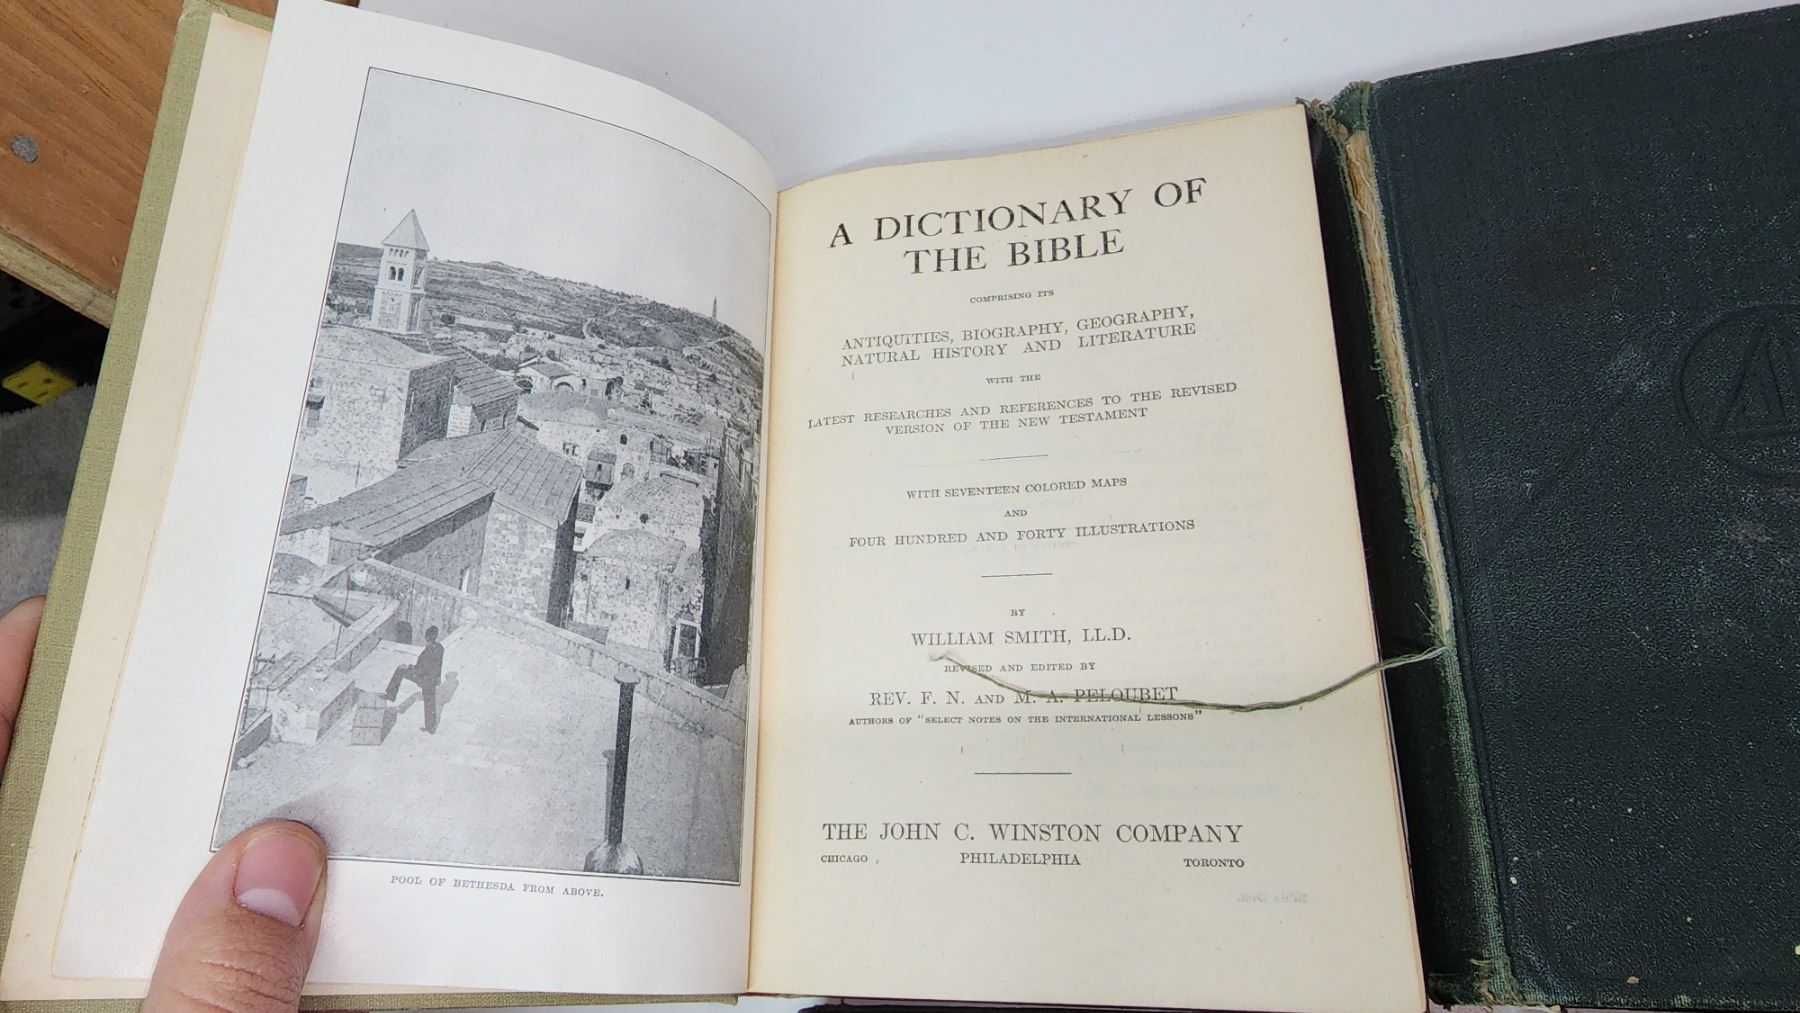 POOL OF BETHESDA FROM ABOVE.
A DICTIONARY OF
THE BIBLE
COMPRISING ITS
ANTIQUITIES, BIOGRAPHY, GEOGRAPHY,
NATURAL HISTORY AND LITERATURE
WITH THE
LATEST RESEARCHES AND REFERENCES TO THE REVISED
VERSION OF THE NEW TESTAMENT
WITH SEVENTEEN COLORED MAPS
AND
FOUR HUNDRED AND FORTY ILLUSTRATIONS
BY
WILLIAM SMITH, LL.D.
REVISED AND EDITED BY
REV. F. N. AND M. A. PELOUBET
AUTHORS OF "SELECT NOTES ON THE INTERNATIONAL LESSONS"
THE JOHN C. WINSTON COMPANY
CHICAGO PHILADELPHIA TORONTO